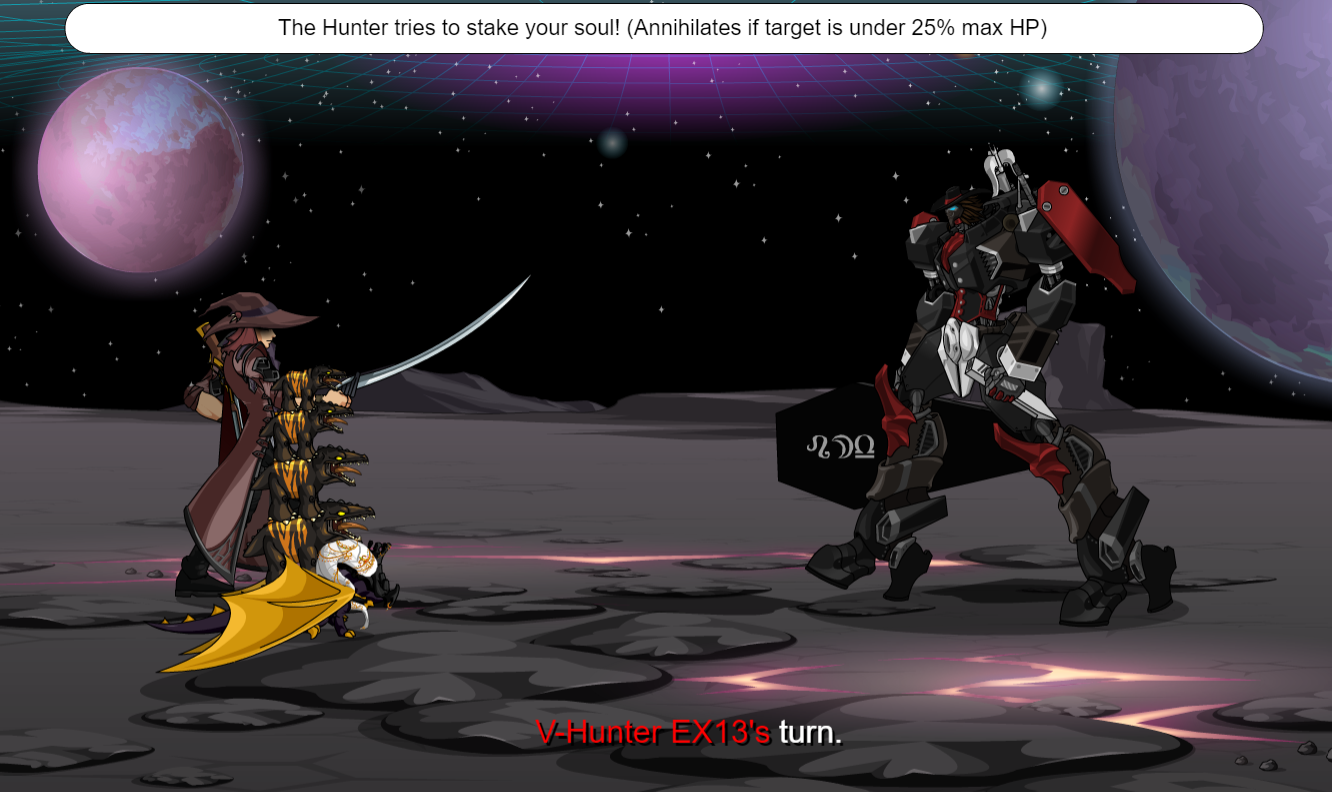 The Hunter tries to stake your soul! (Annihilates if target is under 25% max HP)
♌☽♎
V-Hunter EX13's turn.